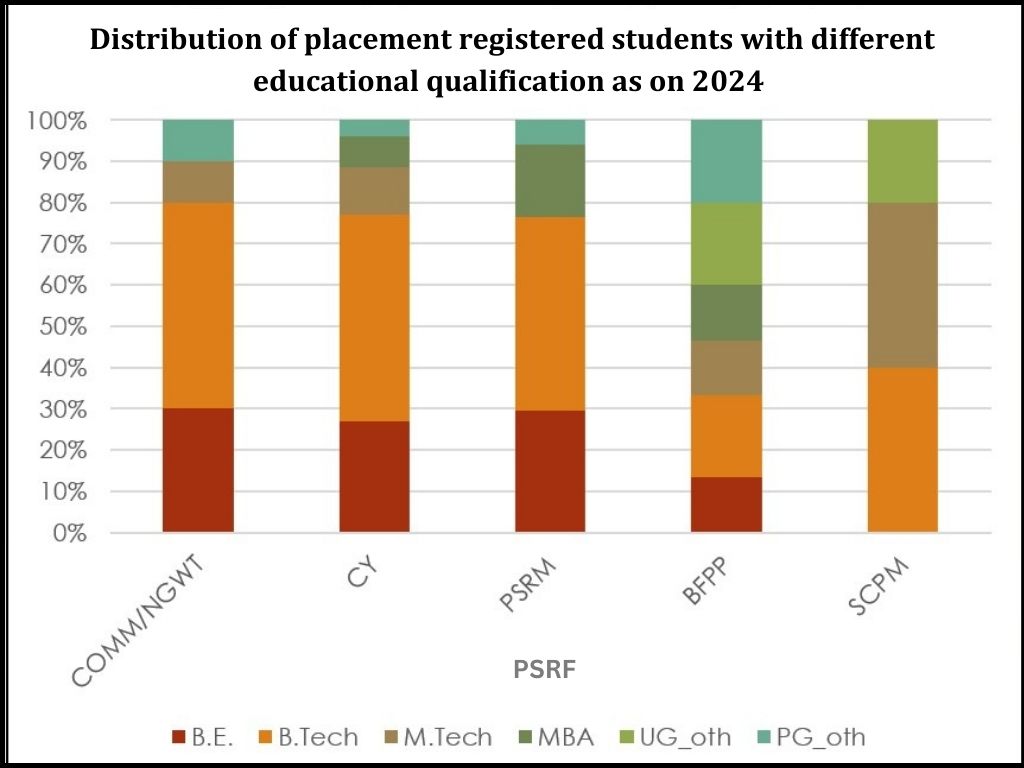 Distribution of placement registered students with different
educational qualification as on 2024
100%
90%
80%
70%
60%
50%
40%
30%
20%
10%
0%
COMM/NGWT
CY
PSRM
BFPP
SCPM
PSRF
B.E.
B.Tech
M.Tech
MBA
UG_oth
PG_oth